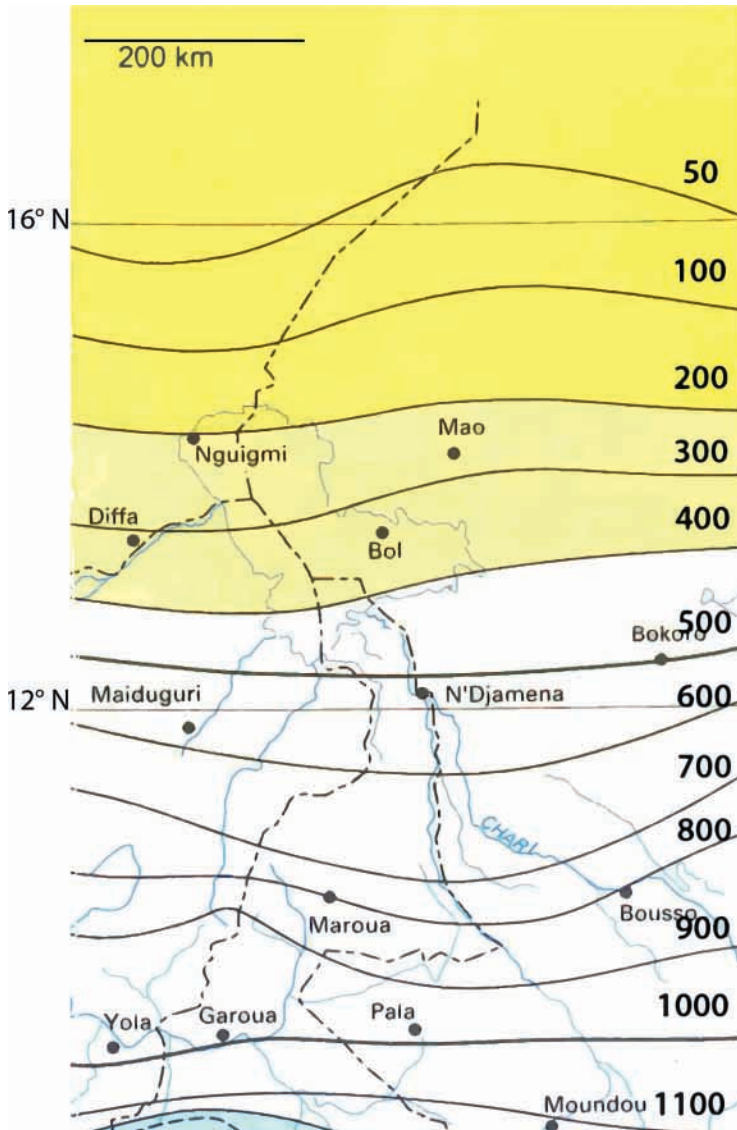 200 km
50
16° N
100
200
Mao
300
Nguigmi
400
Diffa
Bol
500
Bokoro
Maiduguri
N'Djamena
600
12° N
700
CHARI
800
Maroua
Bousso
900
1000
Yola
Garoua
Pala
Moundou
1100